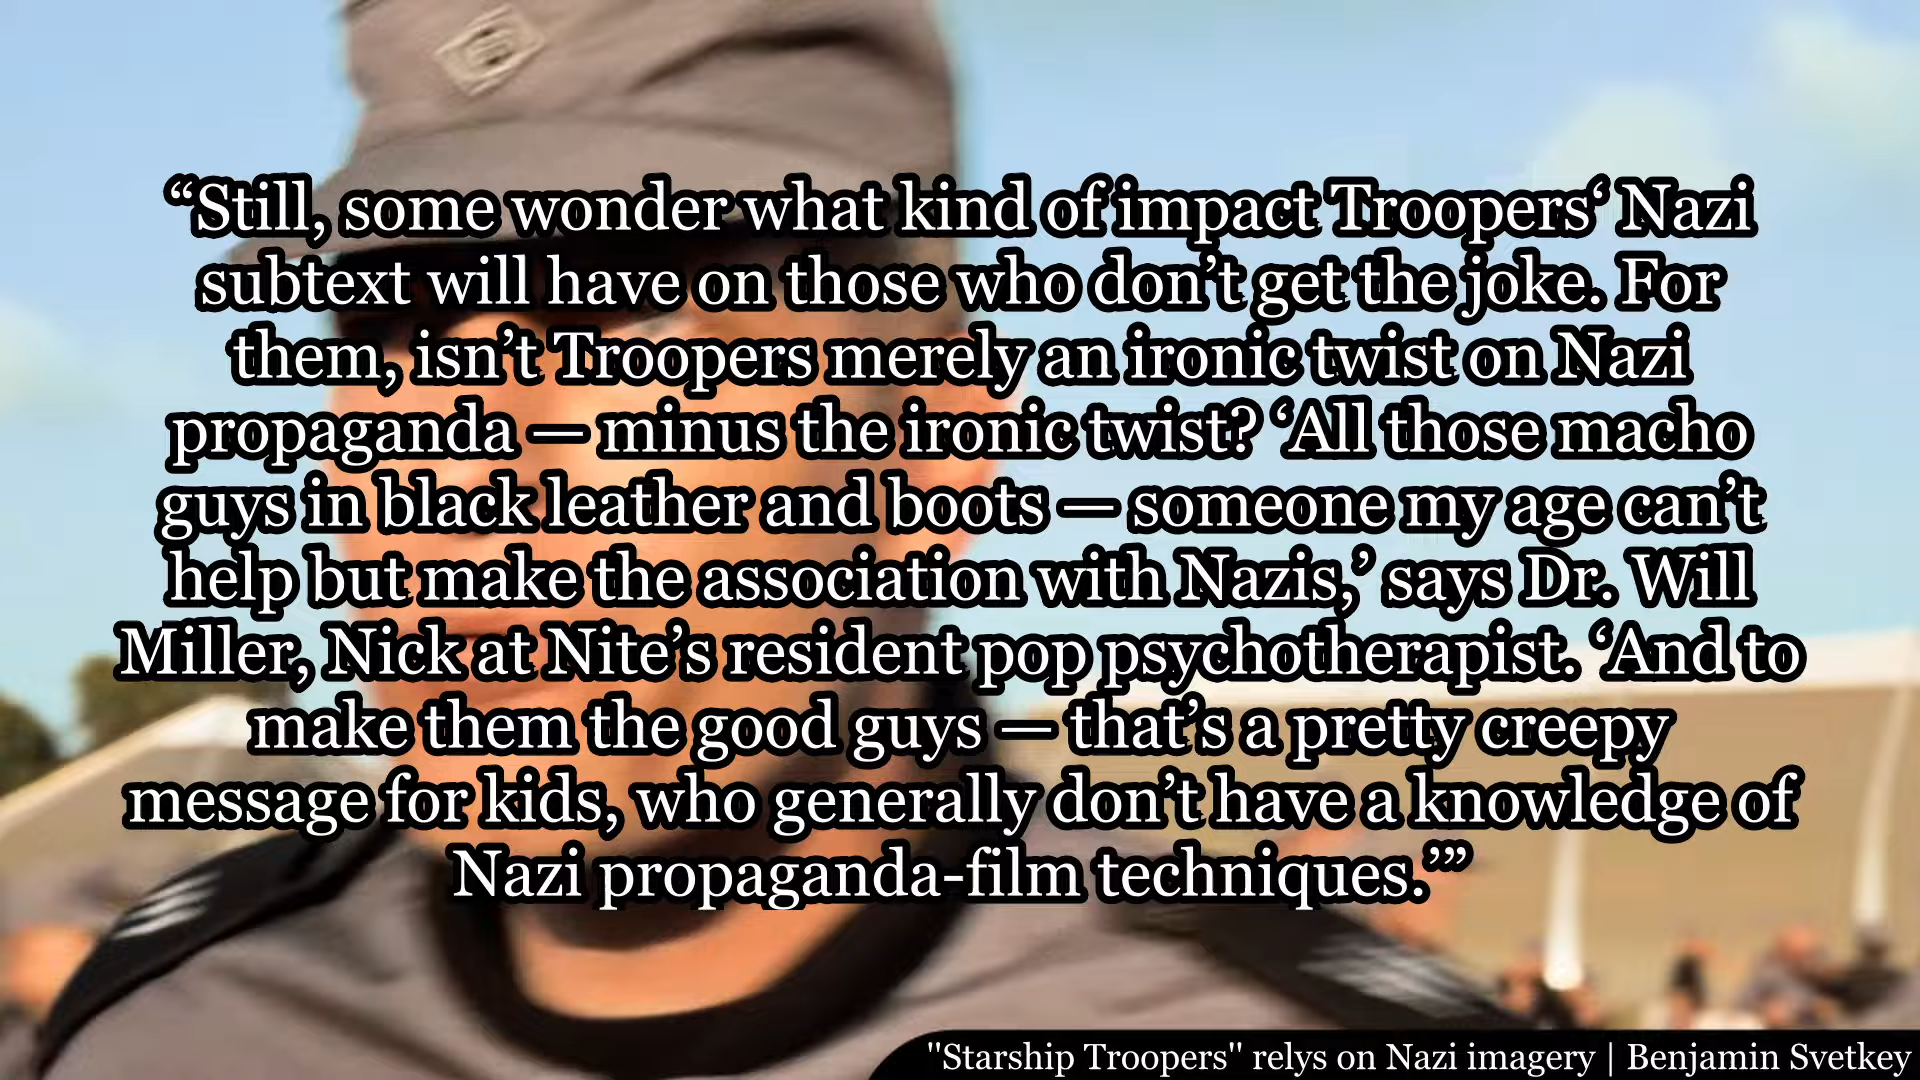 “Still, some wonder what kind of impact Troopers‘ Nazi
subtext will have on those who don’t get the joke. For
them, isn’t Troopers merely an ironic twist on Nazi
propaganda — minus the ironic twist? ‘All those macho
guys in black leather and boots — someone my age can’t
help but make the association with Nazis,’ says Dr. Will
Miller, Nick at Nite’s resident pop psychotherapist. ‘And to
make them the good guys — that’s a pretty creepy
message for kids, who generally don’t have a knowledge of
Nazi propaganda-film techniques.’”
"Starship Troopers" relys on Nazi imagery | Benjamin Svetkey